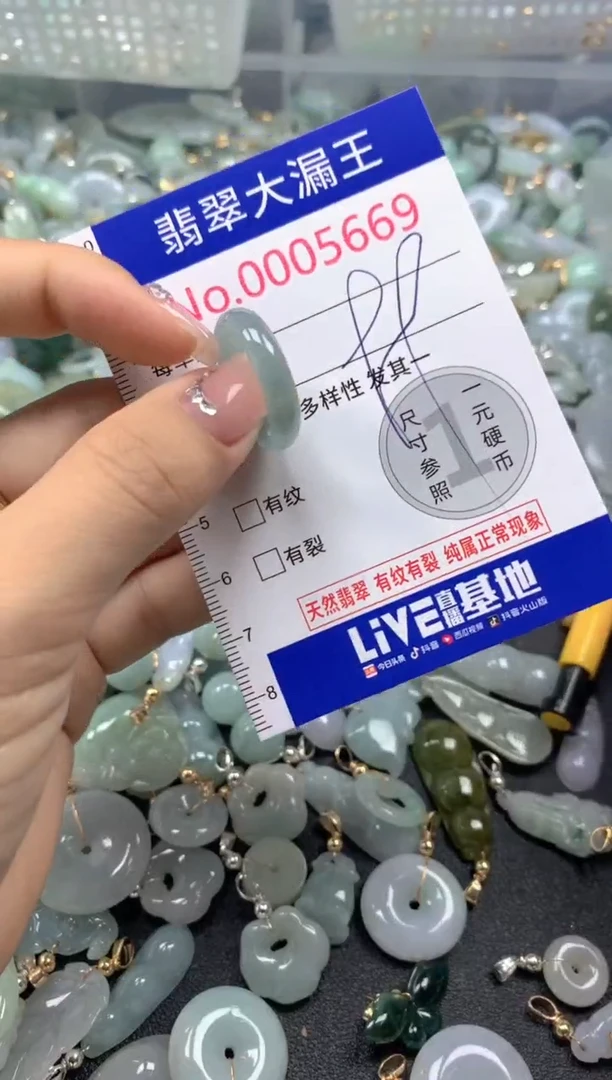 翡翠大漏王
No.0005669
多样性 发其一
一元硬币
尺寸参照
1
5
有纹
6
有裂
天然翡翠 有纹有裂 纯属正常现象
7
LiVE直播基地
今日头条 抖音 西瓜视频 抖音火山版
8